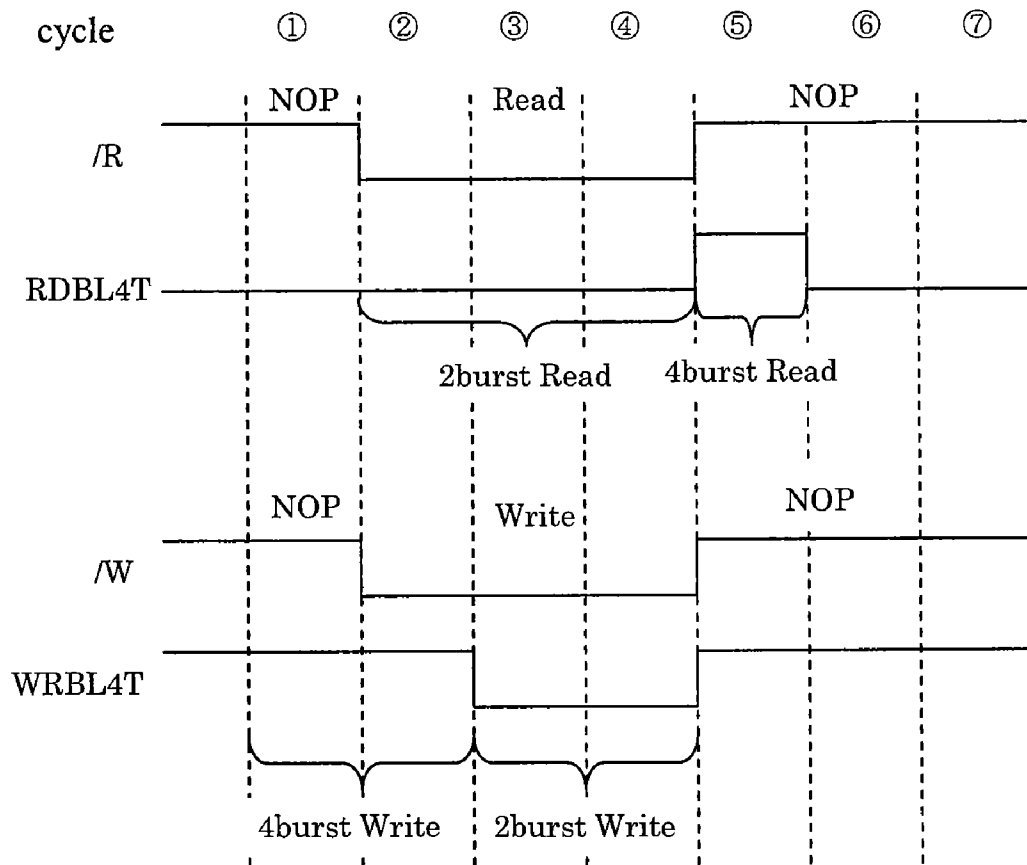 cycle ① ② ③ ④ ⑤ ⑥ ⑦
NOP Read NOP
/R
RDBL4T
2burst Read 4burst Read
NOP Write NOP
/W
WRBL4T
4burst Write 2burst Write